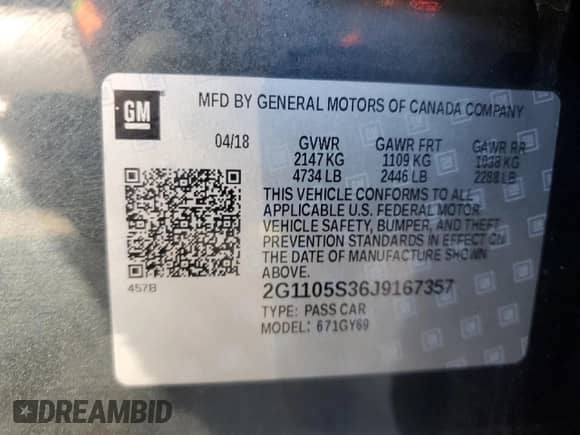 GM
MFD BY GENERAL MOTORS OF CANADA COMPANY
04/18 GVWR GAWR FRT GAWR RR
2147 KG 1109 KG 1038 KG
4734 LB 2446 LB 2288 LB
THIS VEHICLE CONFORMS TO ALL
APPLICABLE U.S. FEDERAL MOTOR
VEHICLE SAFETY, BUMPER, AND THEFT
PREVENTION STANDARDS IN EFFECT ON
THE DATE OF MANUFACTURE SHOWN
ABOVE.
457B
2G1105S36J9167357
TYPE: PASS CAR
MODEL: 671GY69
DREAMBID